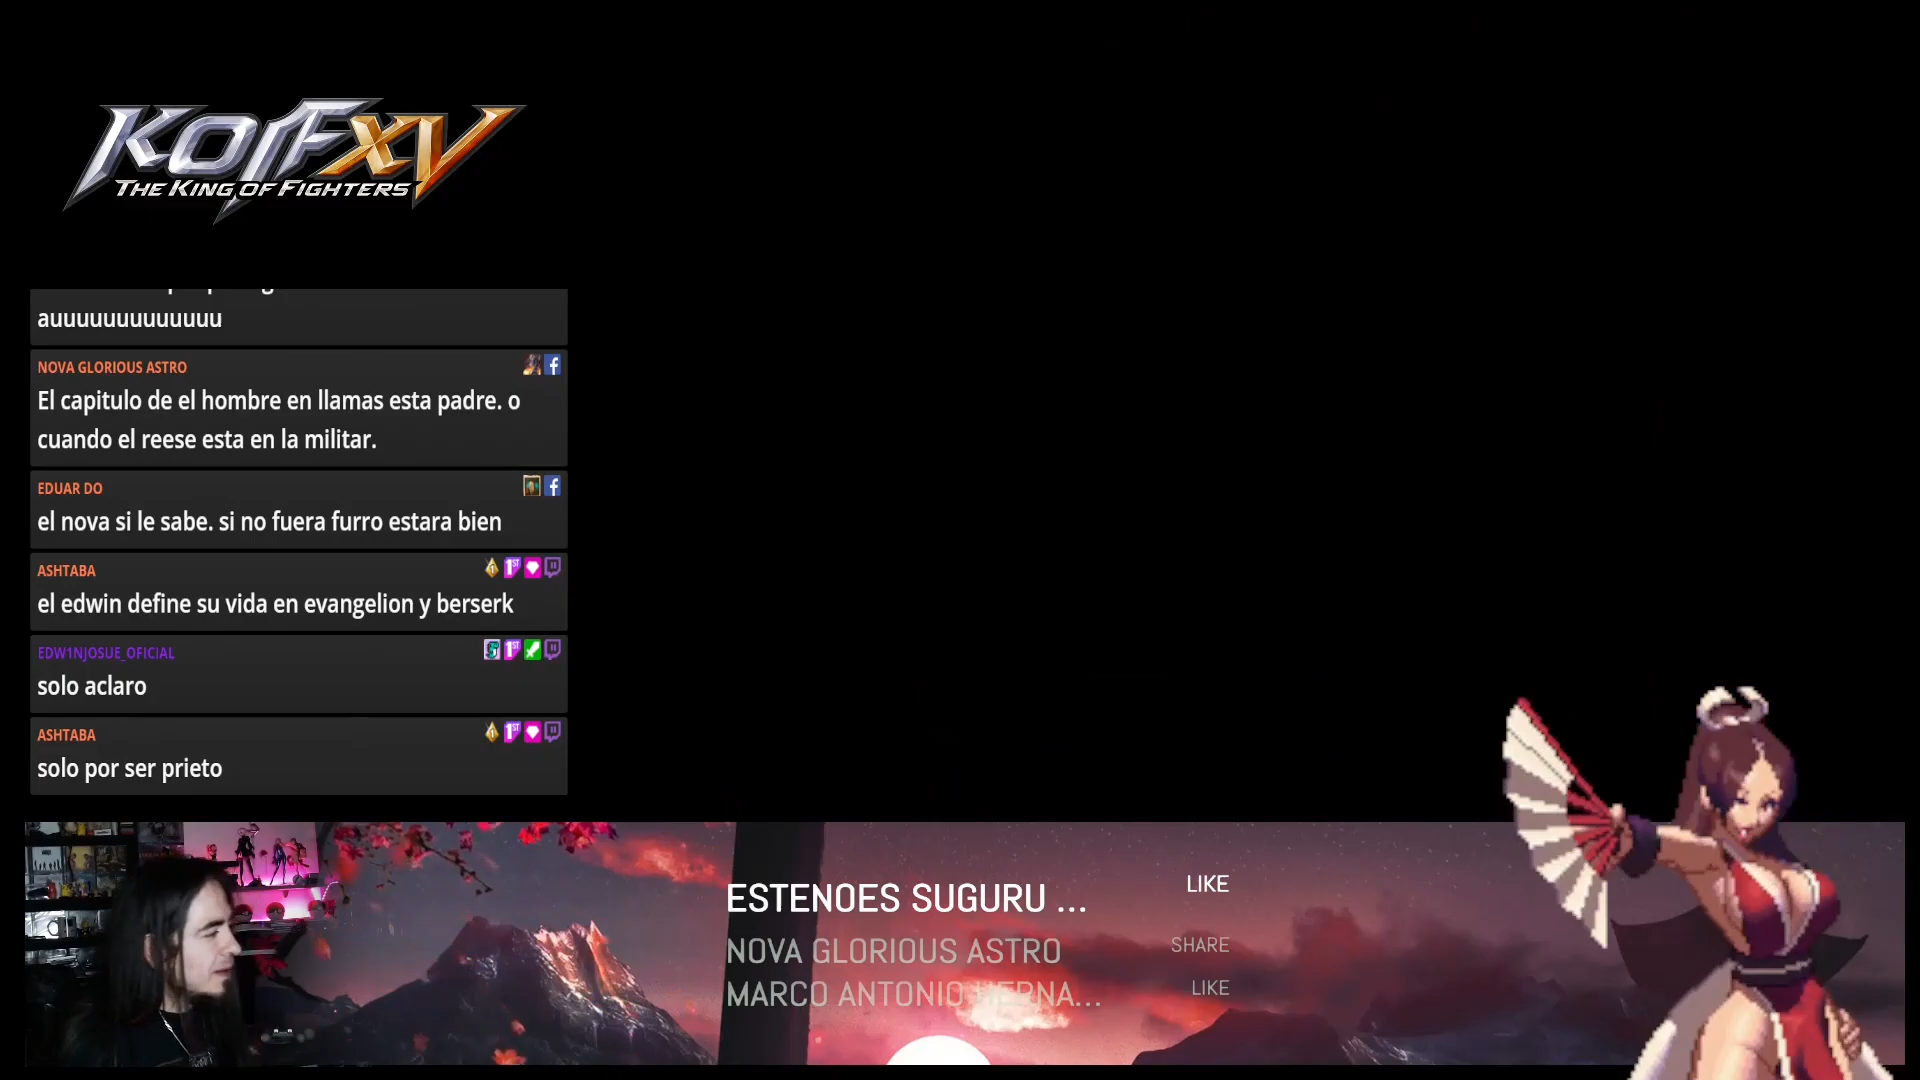 KOFXV
THE KING OF FIGHTERS
auuuuuuuuuuuuu
NOVA GLORIOUS ASTRO
El capitulo de el hombre en llamas esta padre. o
cuando el reese esta en la militar.
EDUAR DO
el nova si le sabe. si no fuera furro estara bien
ASHTABA
el edwin define su vida en evangelion y berserk
EDW1NJOSUE_OFICIAL
solo aclaro
ASHTABA
solo por ser prieto
ESTENOES SUGURU ...
LIKE
NOVA GLORIOUS ASTRO
SHARE
MARCO ANTONIO HERNA...
LIKE